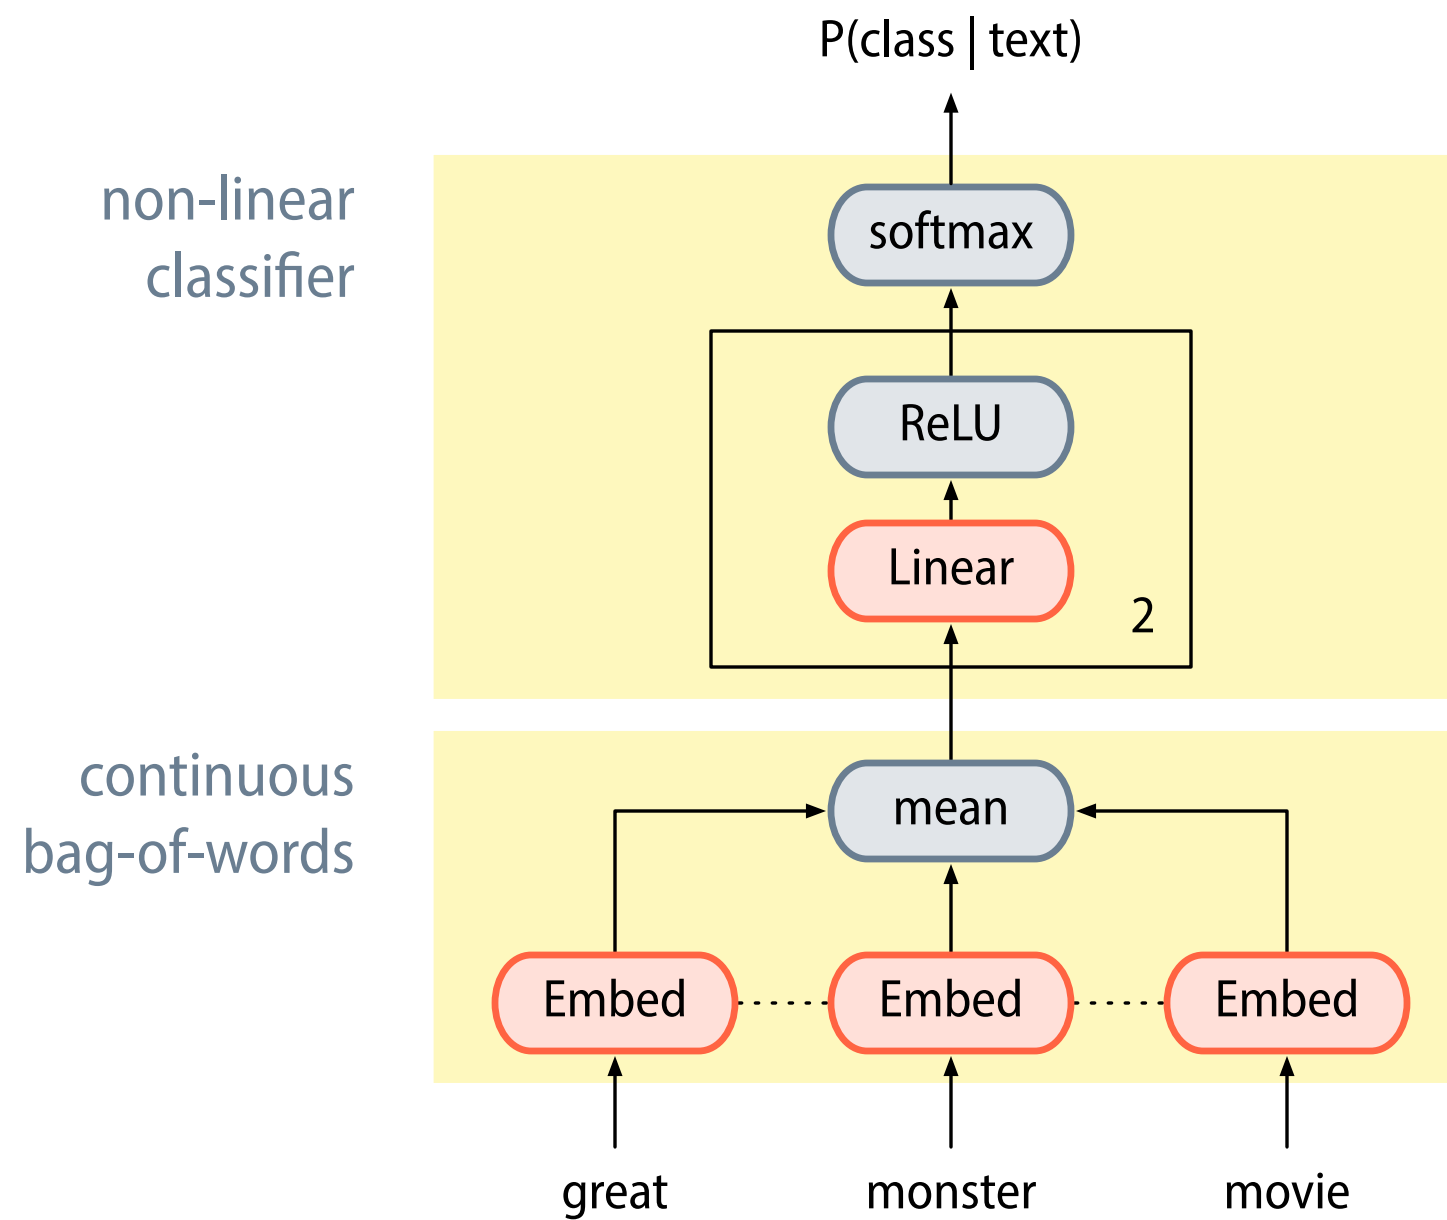 P(class | text)
non-linear
classifier
softmax
ReLU
Linear
2
continuous
bag-of-words
mean
Embed
Embed
Embed
great
monster
movie